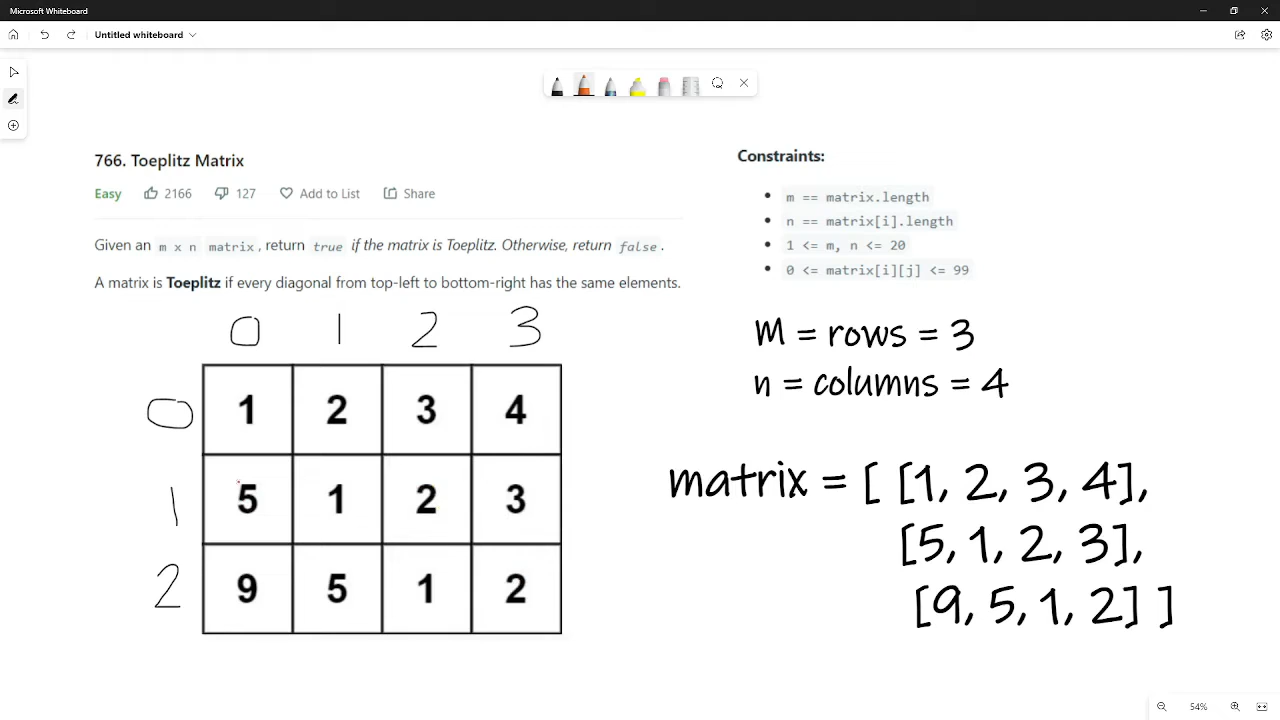 Microsoft Whiteboard
Untitled whiteboard
766. Toeplitz Matrix
Easy 2166 127 Add to List Share
Given an m x n matrix, return true if the matrix is Toeplitz. Otherwise, return false.
A matrix is Toeplitz if every diagonal from top-left to bottom-right has the same elements.
0 1 2 3
0 1 2 3 4
1 5 1 2 3
2 9 5 1 2
Constraints:
m == matrix.length
n == matrix[i].length
1 <= m, n <= 20
0 <= matrix[i][j] <= 99
m = rows = 3
n = columns = 4
matrix = [ [1, 2, 3, 4],
[5, 1, 2, 3],
[9, 5, 1, 2] ]
54%